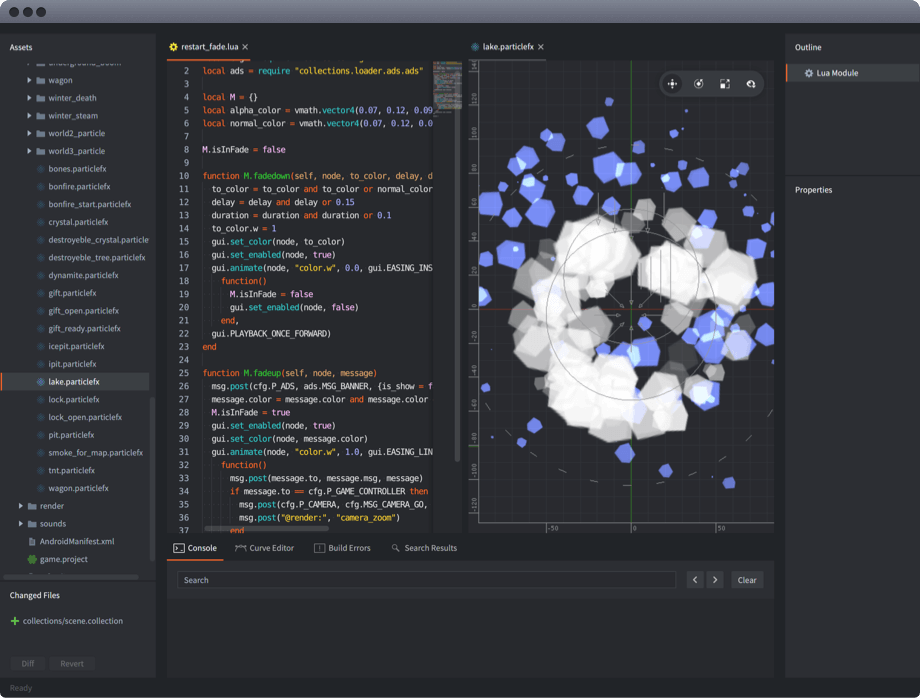 Assets
wagon
winter_death
winter_steam
world2_particle
world3_particle
bones.particlefx
bonfire.particlefx
bonfire_start.particlefx
crystal.particlefx
destroyeble_crystal.particle
destroyeble_tree.particlefx
dynamite.particlefx
gift.particlefx
gift_open.particlefx
gift_ready.particlefx
icepit.particlefx
ipit.particlefx
lake.particlefx
lock.particlefx
lock_open.particlefx
pit.particlefx
smoke_for_map.particlefx
tnt.particlefx
wagon.particlefx
render
sounds
AndroidManifest.xml
game.project
Changed Files
collections/scene.collection
Diff Revert
Ready
restart_fade.lua
2 local ads = require "collections.loader.ads.ads"
3
4 local M = {}
5 local alpha_color = vmath.vector4(0.07, 0.12, 0.09
6 local normal_color = vmath.vector4(0.07, 0.12, 0.0
7
8 M.isInFade = false
9
10 function M.fadedown(self, node, to_color, delay, d
11 to_color = to_color and to_color or normal_color
12 delay = delay and delay or 0.15
13 duration = duration and duration or 0.1
14 to_color.w = 1
15 gui.set_color(node, to_color)
16 gui.set_enabled(node, true)
17 gui.animate(node, "color.w", 0.0, gui.EASING_INS
18 function()
19 M.isInFade = false
20 gui.set_enabled(node, false)
21 end,
22 gui.PLAYBACK_ONCE_FORWARD)
23 end
24
25 function M.fadeup(self, node, message)
26 msg.post(cfg.P_ADS, ads.MSG_BANNER, {is_show = f
27 message.color = message.color and message.color
28 M.isInFade = true
29 gui.set_enabled(node, true)
30 gui.set_color(node, message.color)
31 gui.animate(node, "color.w", 1.0, gui.EASING_LIN
32 function()
33 msg.post(message.to, message.msg, message)
34 if message.to == cfg.P_GAME_CONTROLLER then
35 msg.post(cfg.P_CAMERA, cfg.MSG_CAMERA_GO,
36 msg.post("@render:", "camera_zoom")
37 end
lake.particlefx
120
100
80
60
40
20
0
-20
-40
-60
-80
-100
-120
-50 0 50
Console Curve Editor Build Errors Search Results
Search
Clear
Outline
Lua Module
Properties